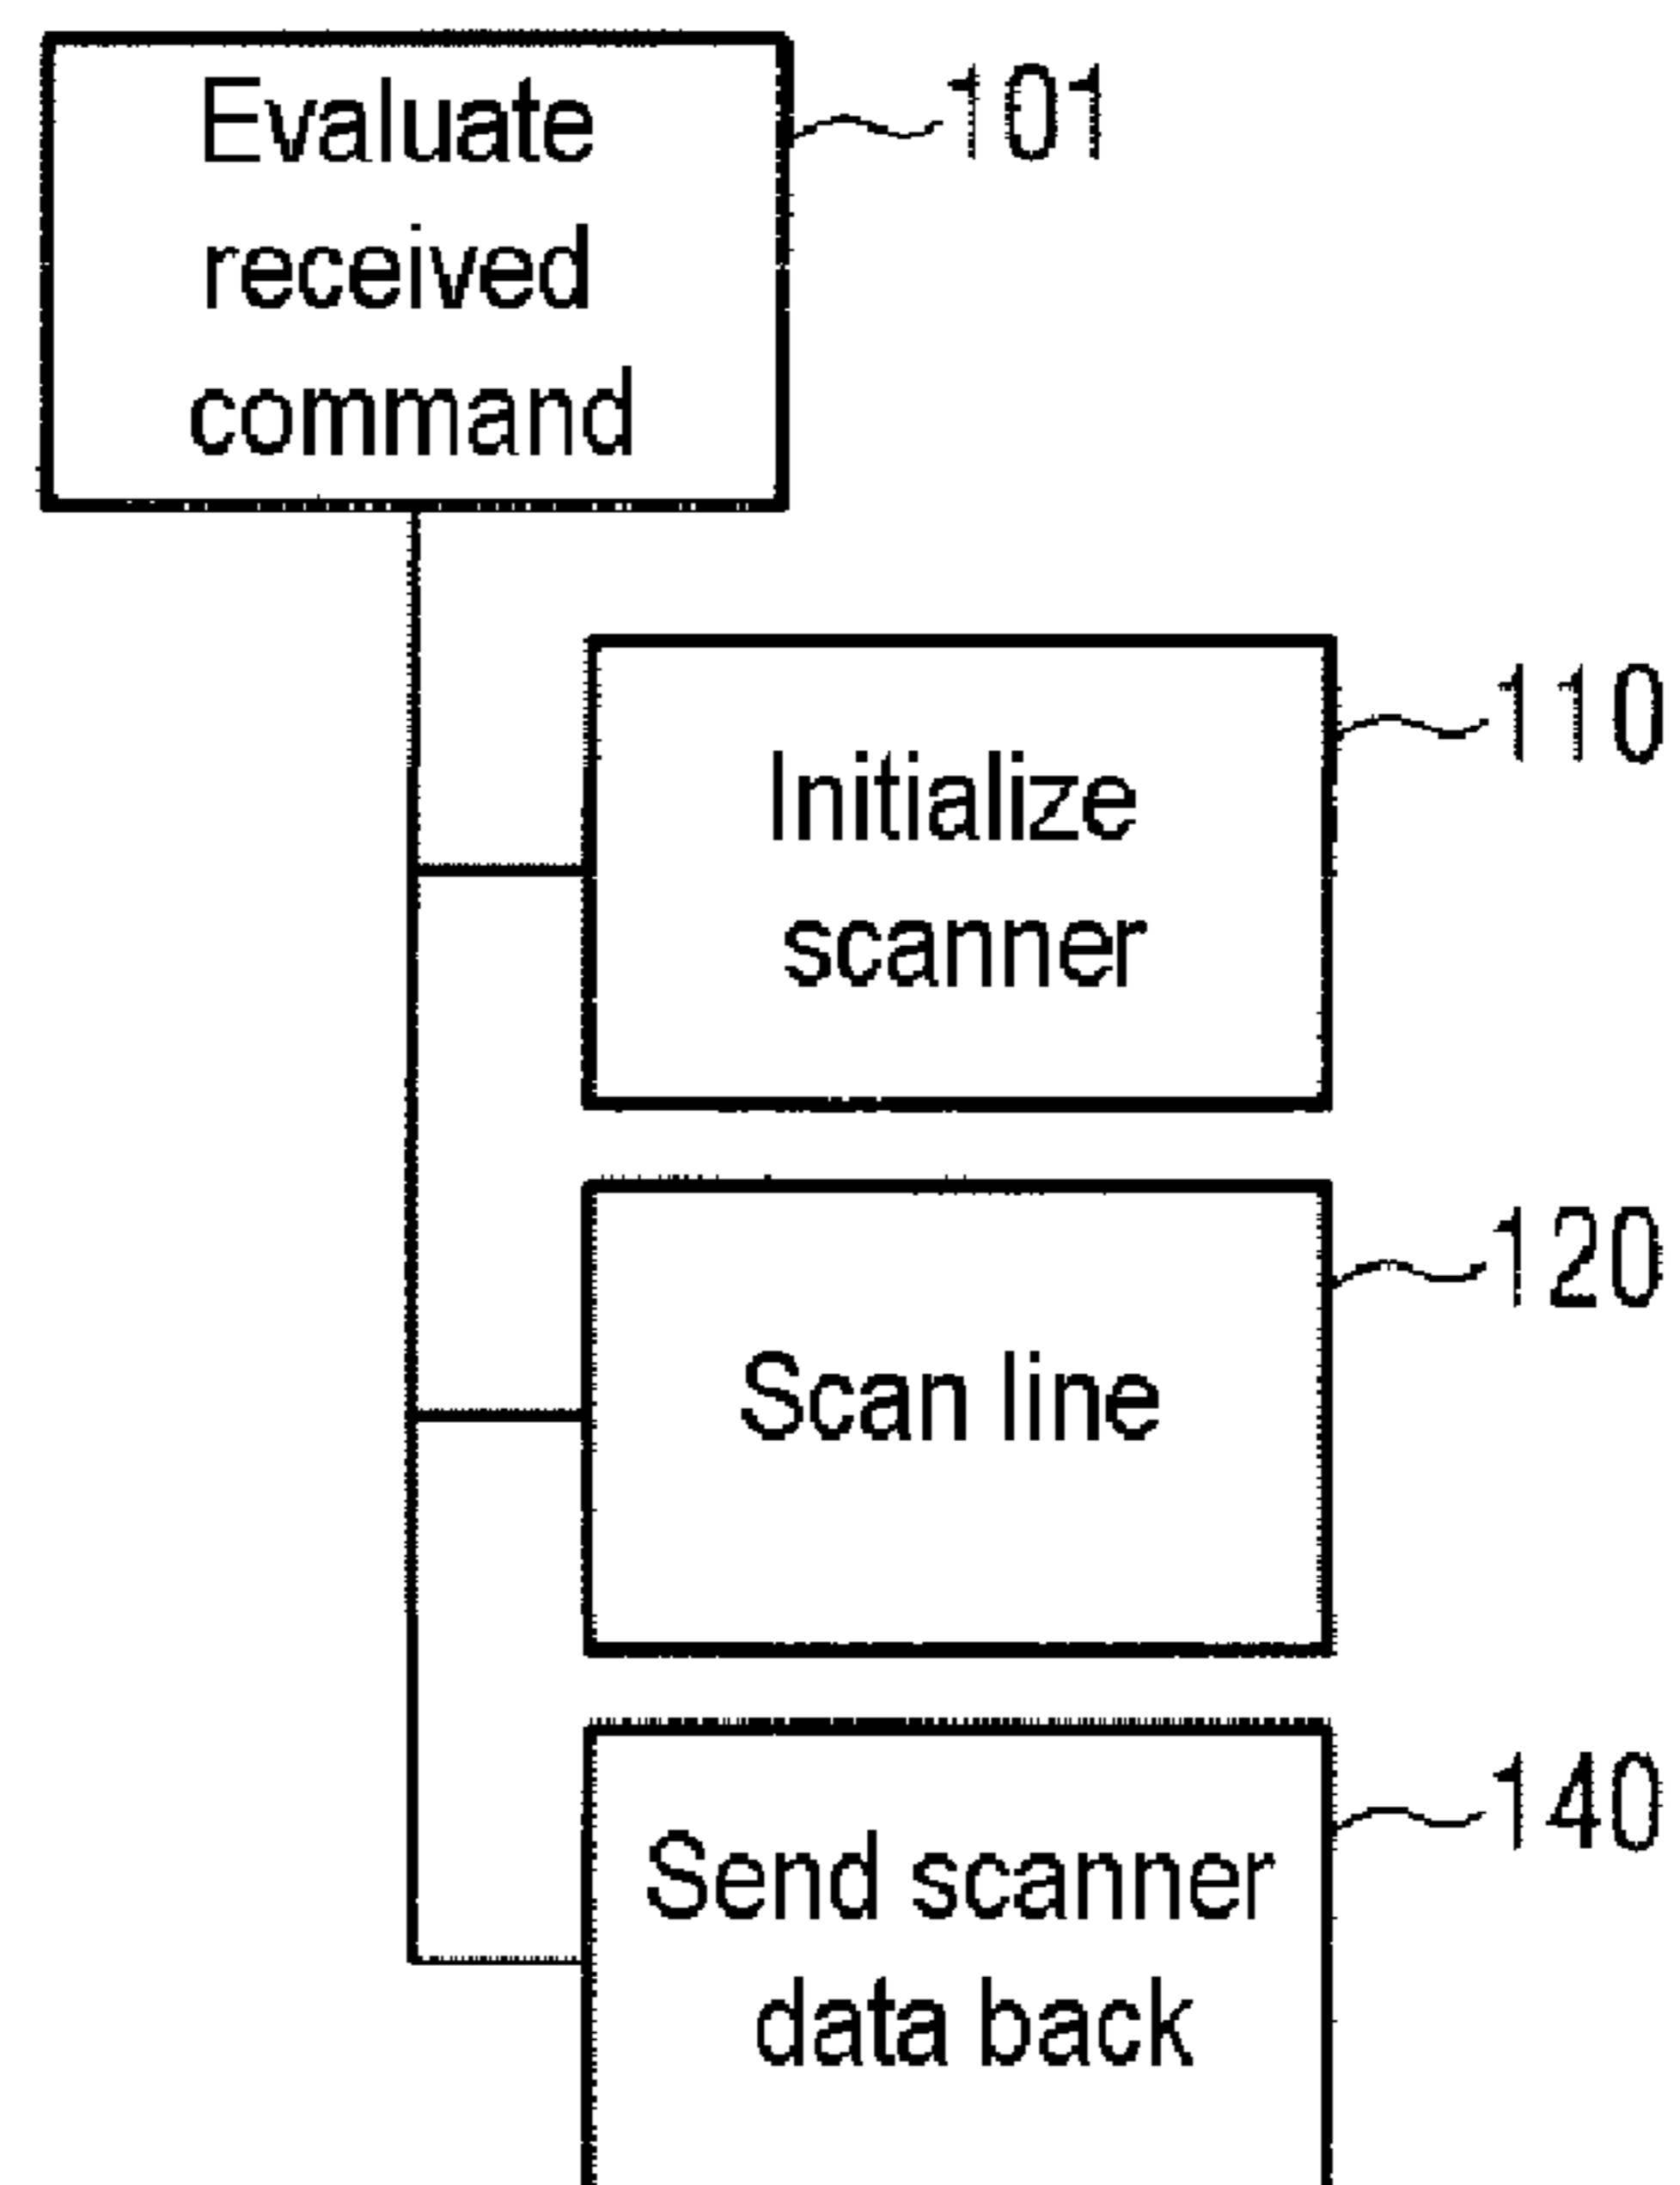 Evaluate
received
command
101
Initialize
scanner
110
Scan line
120
Send scanner
data back
140